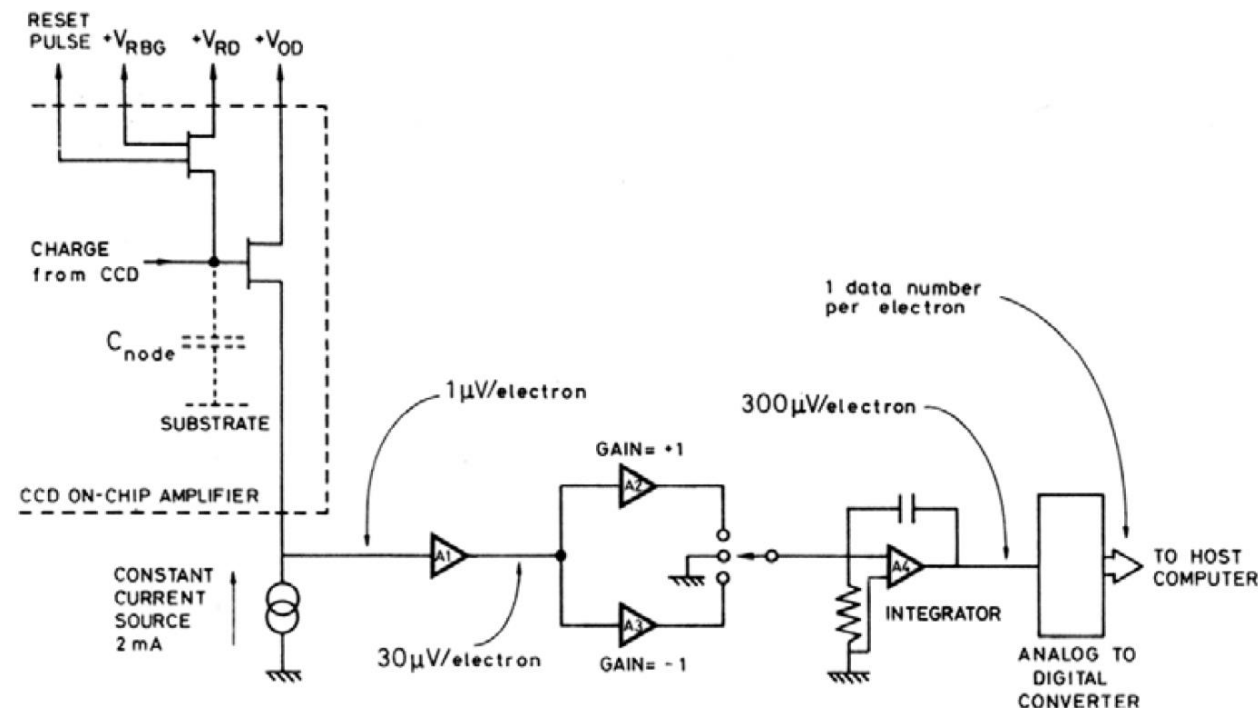 RESET
PULSE
+V_RBG
+V_RD
+V_OD
CHARGE
from CCD
C_node
SUBSTRATE
CCD ON-CHIP AMPLIFIER
CONSTANT
CURRENT
SOURCE
2 mA
1µV/electron
A1
30µV/electron
GAIN= +1
A2
A3
GAIN= -1
A4
INTEGRATOR
300µV/electron
1 data number
per electron
ANALOG TO
DIGITAL
CONVERTER
TO HOST
COMPUTER